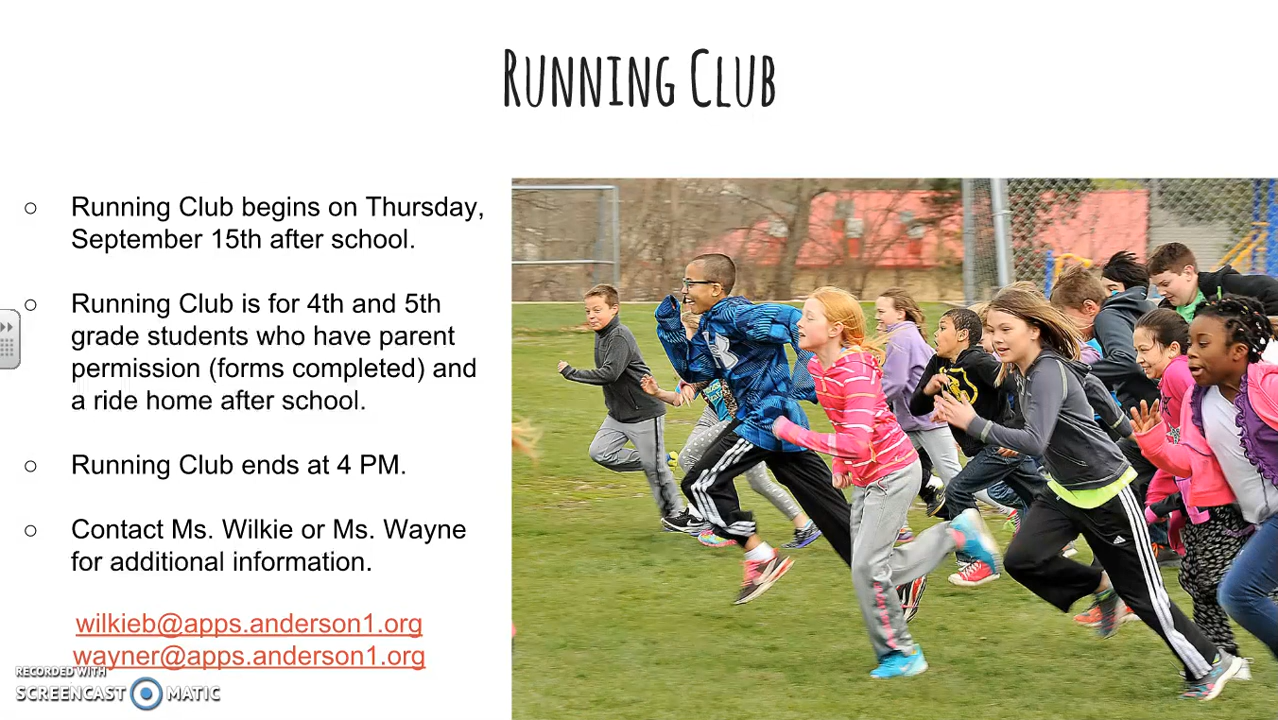 Running Club
Running Club begins on Thursday,
September 15th after school.
Running Club is for 4th and 5th
grade students who have parent
permission (forms completed) and
a ride home after school.
Running Club ends at 4 PM.
Contact Ms. Wilkie or Ms. Wayne
for additional information.
wilkieb@apps.anderson1.org
wayner@apps.anderson1.org
RECORDED WITH
SCREENCAST MATIC